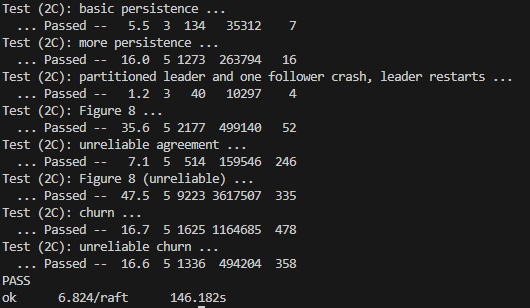 Test (2C): basic persistence ...
  ... Passed --   5.5  3  134   35312    7
Test (2C): more persistence ...
  ... Passed --  16.0  5 1273  263794   16
Test (2C): partitioned leader and one follower crash, leader restarts ...
  ... Passed --   1.2  3   40   10297    4
Test (2C): Figure 8 ...
  ... Passed --  35.6  5 2177  499140   52
Test (2C): unreliable agreement ...
  ... Passed --   7.1  5  514  159546  246
Test (2C): Figure 8 (unreliable) ...
  ... Passed --  47.5  5 9223 3617507  335
Test (2C): churn ...
  ... Passed --  16.7  5 1625 1164685  478
Test (2C): unreliable churn ...
  ... Passed --  16.6  5 1336  494204  358
PASS
ok      6.824/raft      146.182s